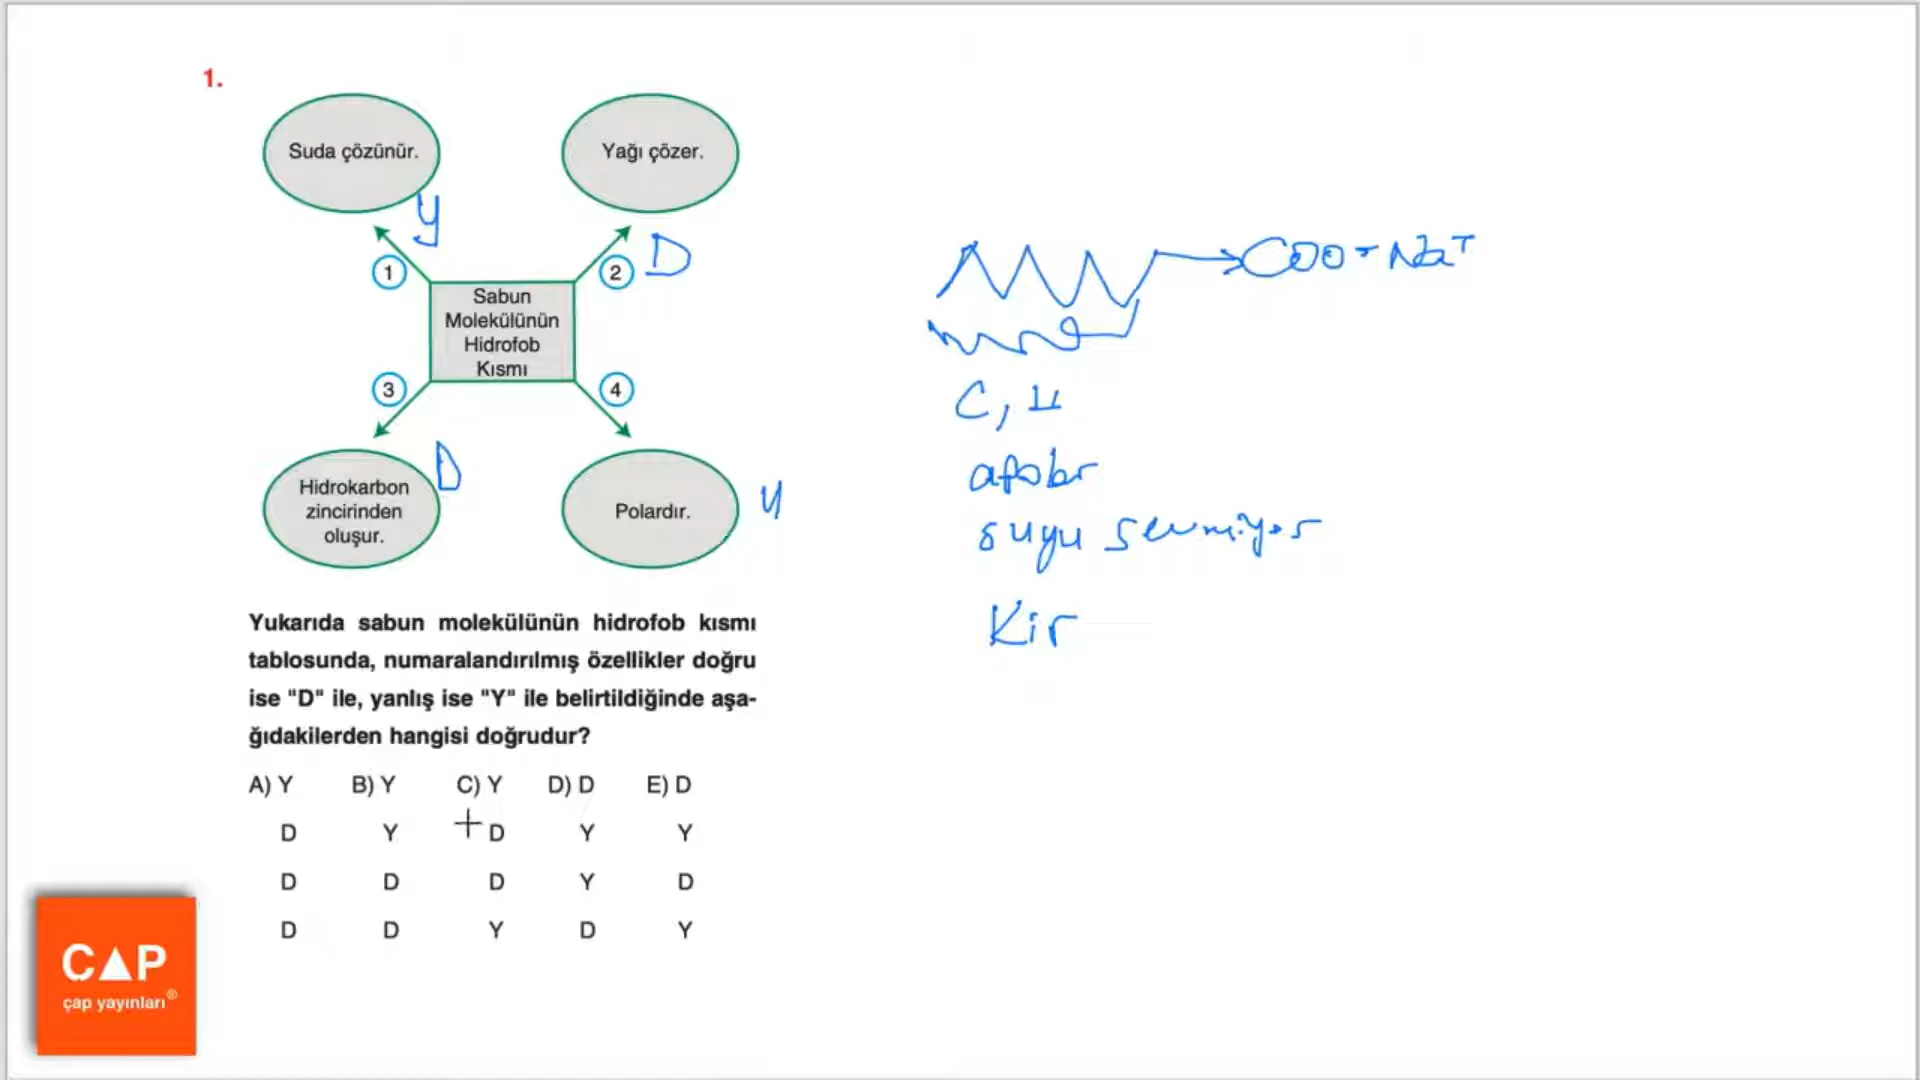 1.
Suda çözünür.
Yağı çözer.
Y
D
1
2
Sabun
Molekülünün
Hidrofob
Kısmı
3
4
Hidrokarbon
zincirinden
oluşur.
D
Polardır.
Y
COO⁻Na⁺
C, H
apolar
suyu sevmiyor
Kir
Yukarıda sabun molekülünün hidrofob kısmı
tablosunda, numaralandırılmış özellikler doğru
ise "D" ile, yanlış ise "Y" ile belirtildiğinde aşa-
ğıdakilerden hangisi doğrudur?
A) Y B) Y C) Y D) D E) D
D Y D Y Y
D D D Y D
D D Y D Y
CAP
çap yayınları®